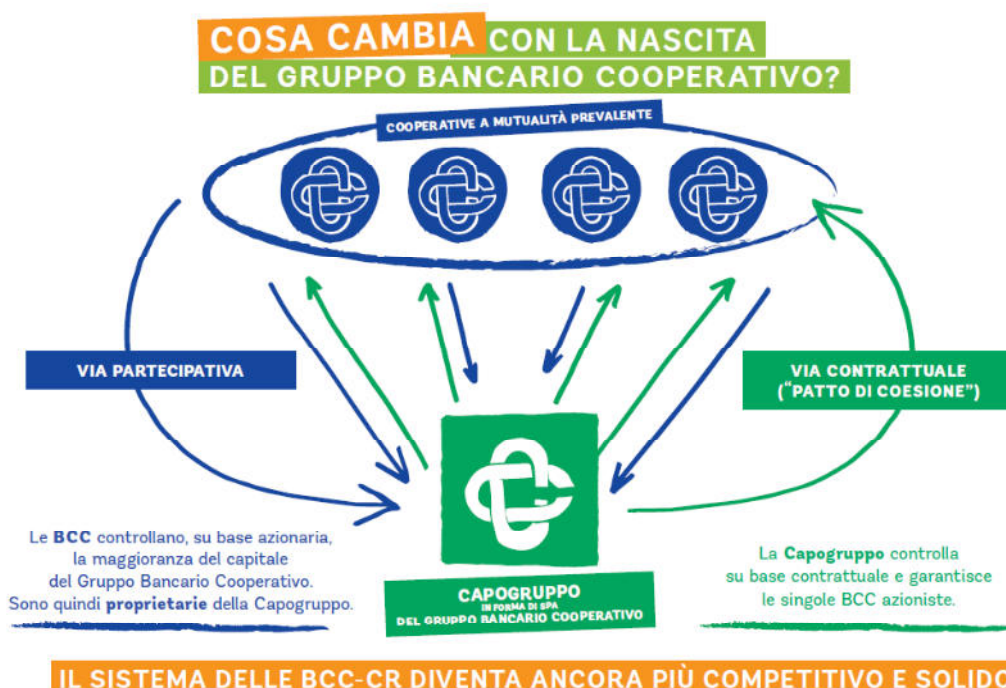 COSA CAMBIA CON LA NASCITA
DEL GRUPPO BANCARIO COOPERATIVO?
COOPERATIVE A MUTUALITÀ PREVALENTE
VIA PARTECIPATIVA
VIA CONTRATTUALE
("PATTO DI COESIONE")
Le BCC controllano, su base azionaria,
la maggioranza del capitale
del Gruppo Bancario Cooperativo.
Sono quindi proprietarie della Capogruppo.
CAPOGRUPPO
IN FORMA DI SPA
DEL GRUPPO BANCARIO COOPERATIVO
La Capogruppo controlla
su base contrattuale e garantisce
le singole BCC azioniste.
IL SISTEMA DELLE BCC-CR DIVENTA ANCORA PIÙ COMPETITIVO E SOLIDO